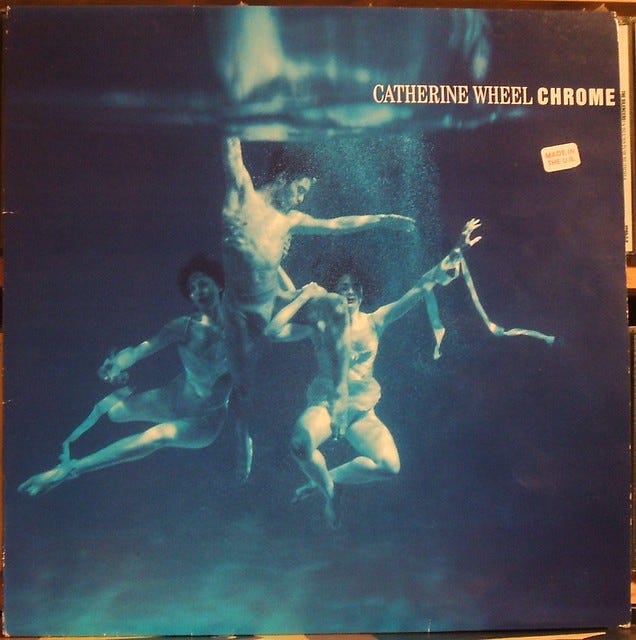 CATHERINE WHEEL CHROME
MADE IN
THE U.K.